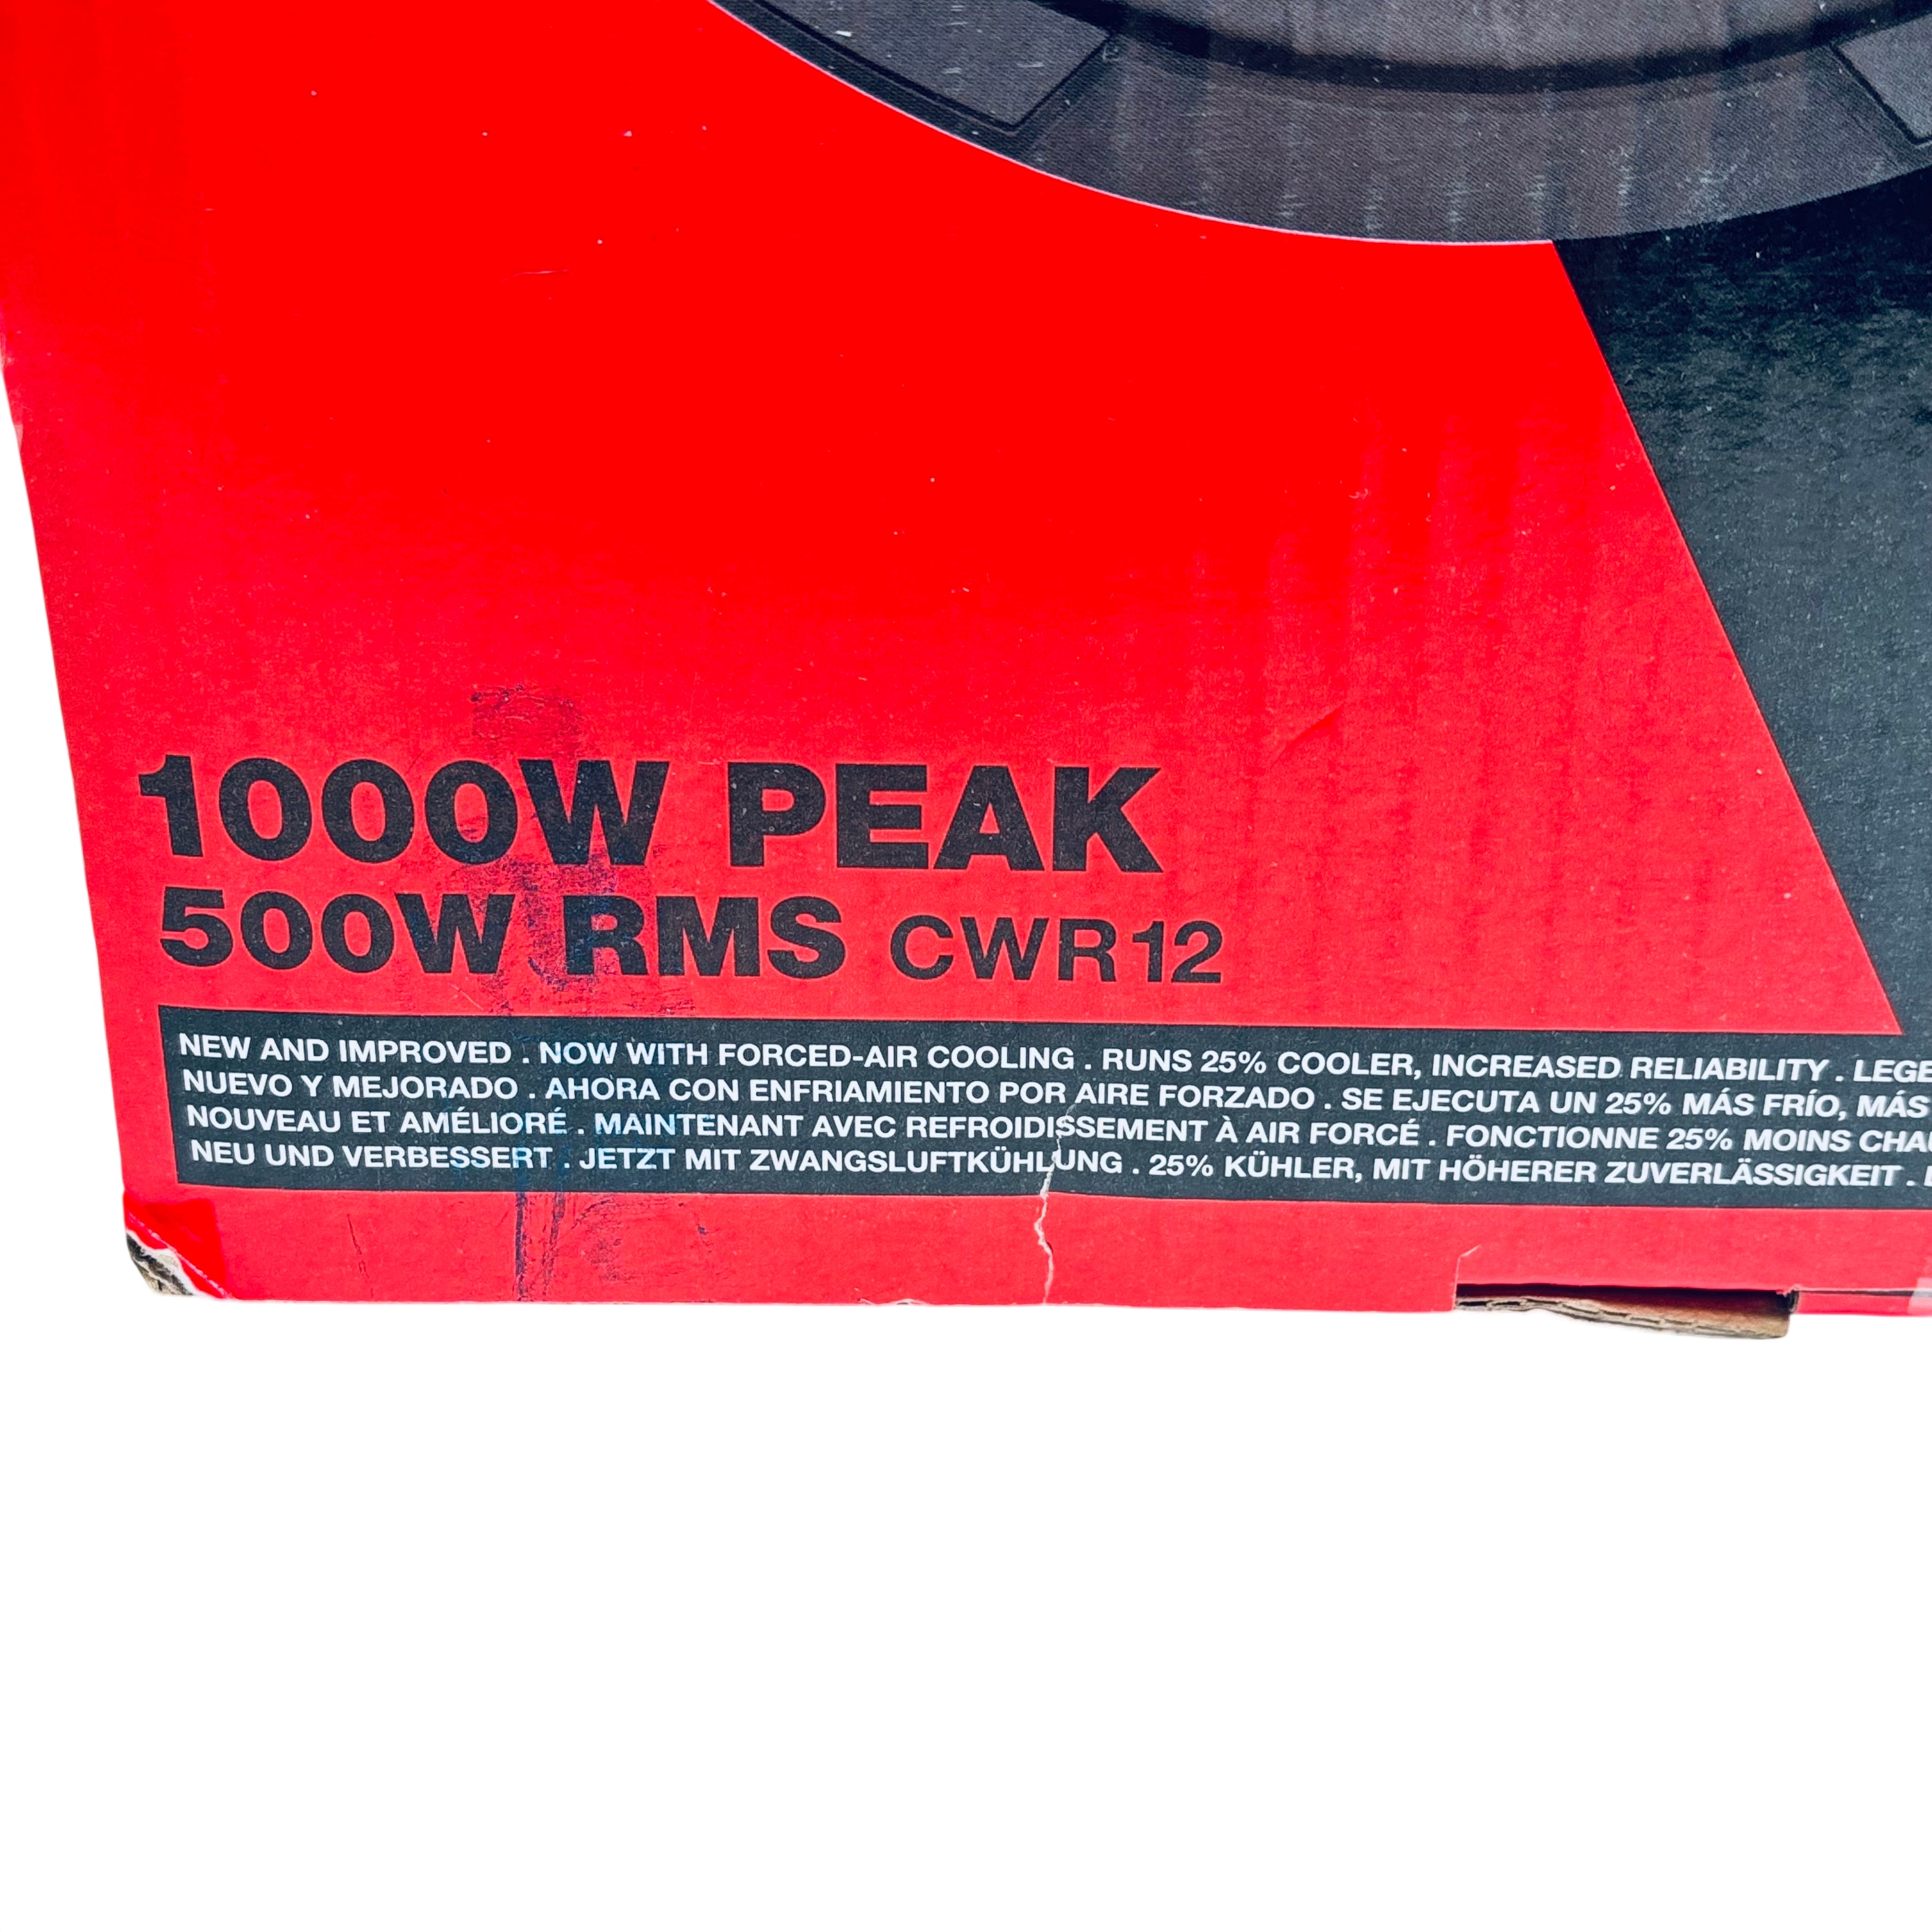 1000W PEAK
500W RMS CWR12
NEW AND IMPROVED . NOW WITH FORCED-AIR COOLING . RUNS 25% COOLER, INCREASED RELIABILITY .
NUEVO Y MEJORADO . AHORA CON ENFRIAMIENTO POR AIRE FORZADO . SE EJECUTA UN 25% MÁS FRÍO, MÁS
NOUVEAU ET AMÉLIORÉ . MAINTENANT AVEC REFROIDISSEMENT À AIR FORCÉ . FONCTIONNE 25% MOINS
NEU UND VERBESSERT . JETZT MIT ZWANGSLUFTKÜHLUNG . 25% KÜHLER, MIT HÖHERER ZUVERLÄSSIGKEIT .